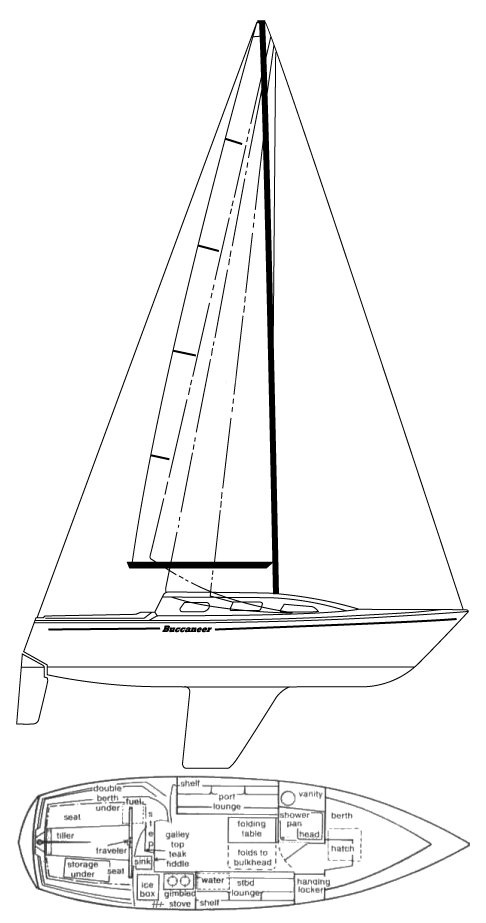 Buccaneer
double
berth
under
fuel
seat
tiller
traveler
storage
under
seat
sink
ice
box
galley
top
teak
fiddle
gimbled
stove
shelf
port
lounge
folding
table
folds to
bulkhead
water
stbd
lounge
shelf
vanity
shower
pan
head
berth
hatch
hanging
locker